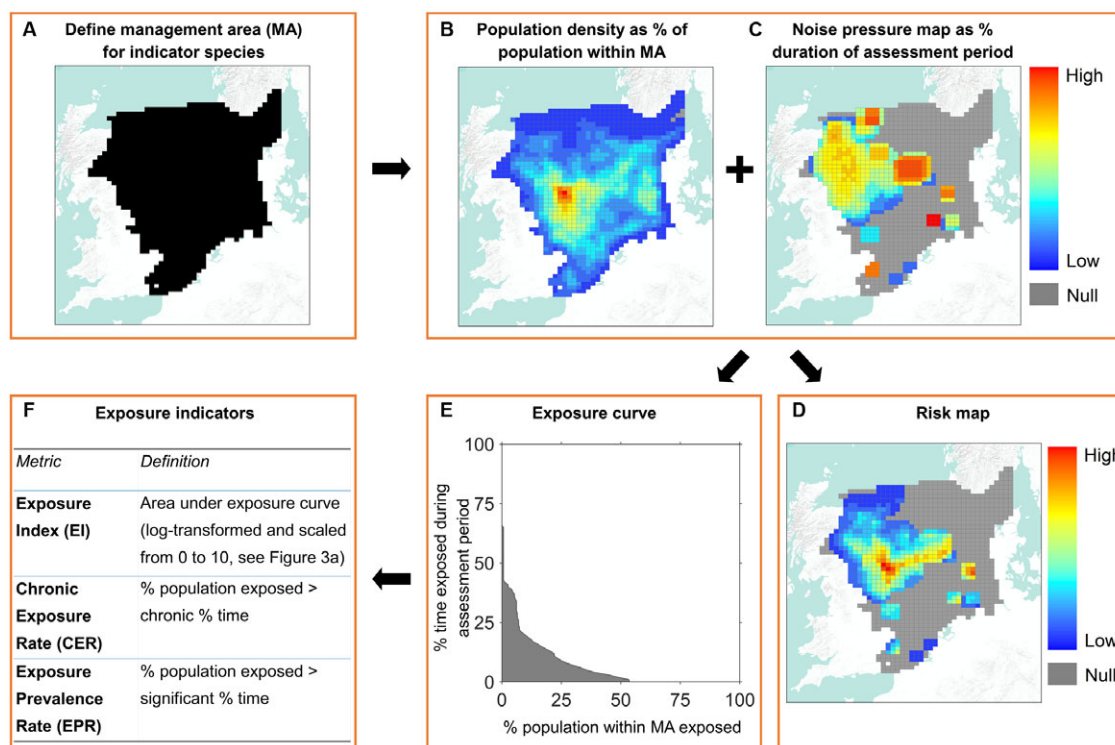 A
Define management area (MA)
for indicator species
B
Population density as % of
population within MA
C
Noise pressure map as %
duration of assessment period
High
Low
Null
F
Exposure indicators
Metric
Definition
Exposure
Index (EI)
Area under exposure curve
(log-transformed and scaled
from 0 to 10, see Figure 3a)
Chronic
Exposure
Rate (CER)
% population exposed >
chronic % time
Exposure
Prevalence
Rate (EPR)
% population exposed >
significant % time
E
Exposure curve
% time exposed during
assessment period
100
75
50
25
0
0
25
50
75
100
% population within MA exposed
D
Risk map
High
Low
Null